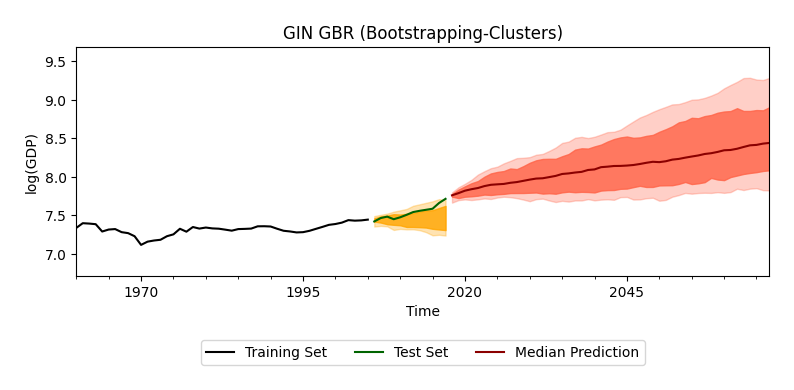 GIN GBR (Bootstrapping-Clusters)
9.5
9.0
8.5
8.0
7.5
7.0
log(GDP)
1970 1995 2020 2045
Time
Training Set Test Set Median Prediction